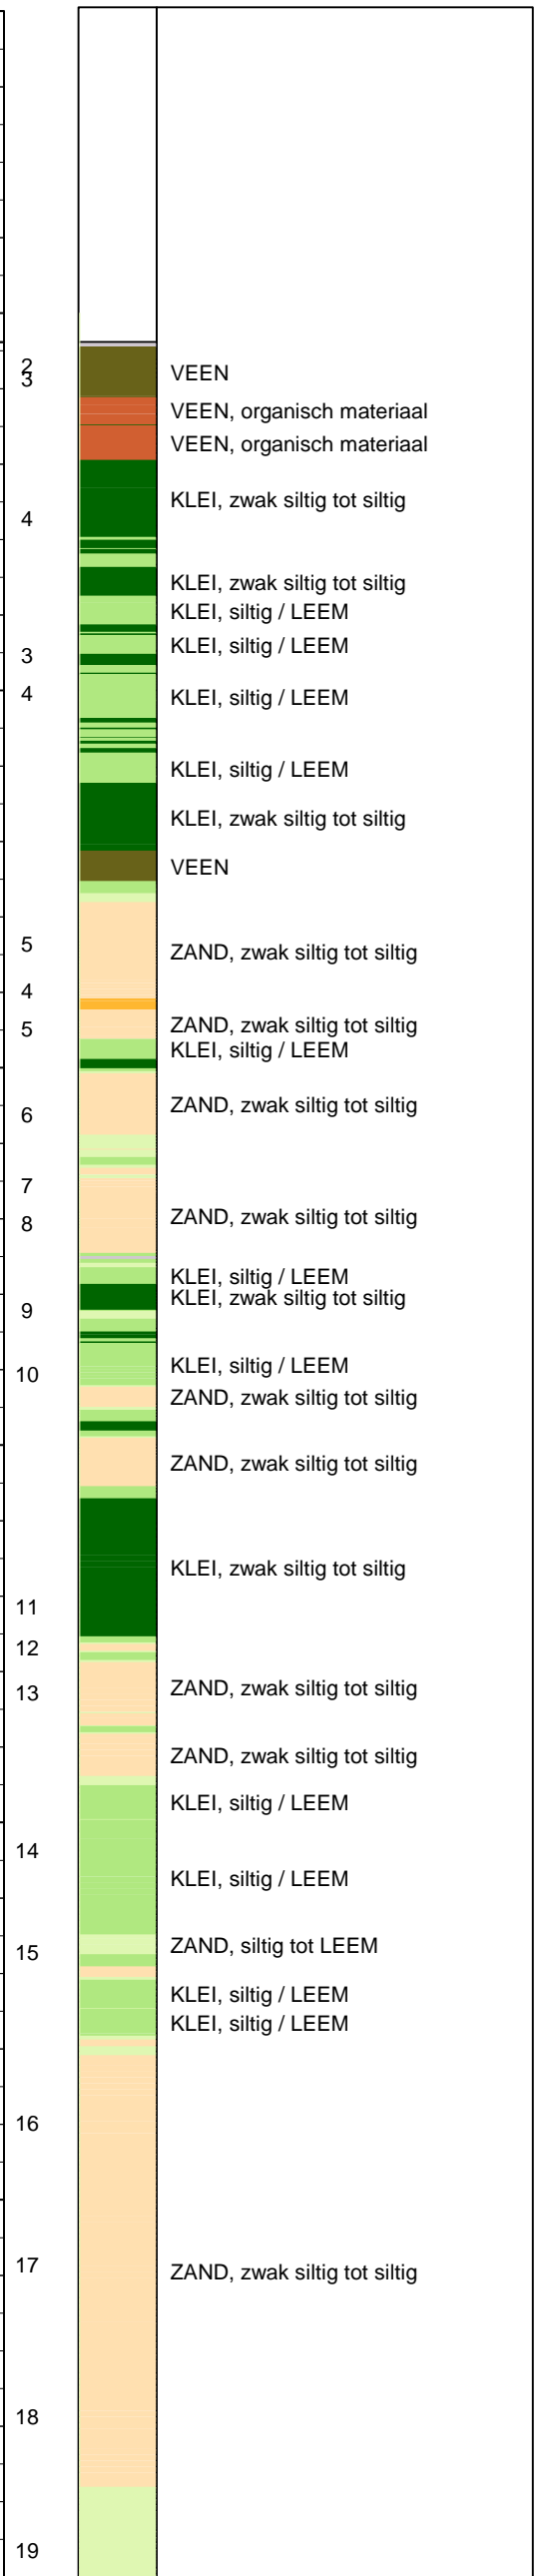 2
3
VEEN
VEEN, organisch materiaal
VEEN, organisch materiaal
KLEI, zwak siltig tot siltig
4
KLEI, zwak siltig tot siltig
KLEI, siltig / LEEM
KLEI, siltig / LEEM
3
4
KLEI, siltig / LEEM
KLEI, siltig / LEEM
KLEI, zwak siltig tot siltig
VEEN
5
ZAND, zwak siltig tot siltig
4
5
ZAND, zwak siltig tot siltig
KLEI, siltig / LEEM
6
ZAND, zwak siltig tot siltig
7
8
ZAND, zwak siltig tot siltig
KLEI, siltig / LEEM
KLEI, zwak siltig tot siltig
9
KLEI, siltig / LEEM
10
ZAND, zwak siltig tot siltig
ZAND, zwak siltig tot siltig
KLEI, zwak siltig tot siltig
11
12
13
ZAND, zwak siltig tot siltig
ZAND, zwak siltig tot siltig
KLEI, siltig / LEEM
14
KLEI, siltig / LEEM
ZAND, siltig tot LEEM
15
KLEI, siltig / LEEM
KLEI, siltig / LEEM
16
17
ZAND, zwak siltig tot siltig
18
19